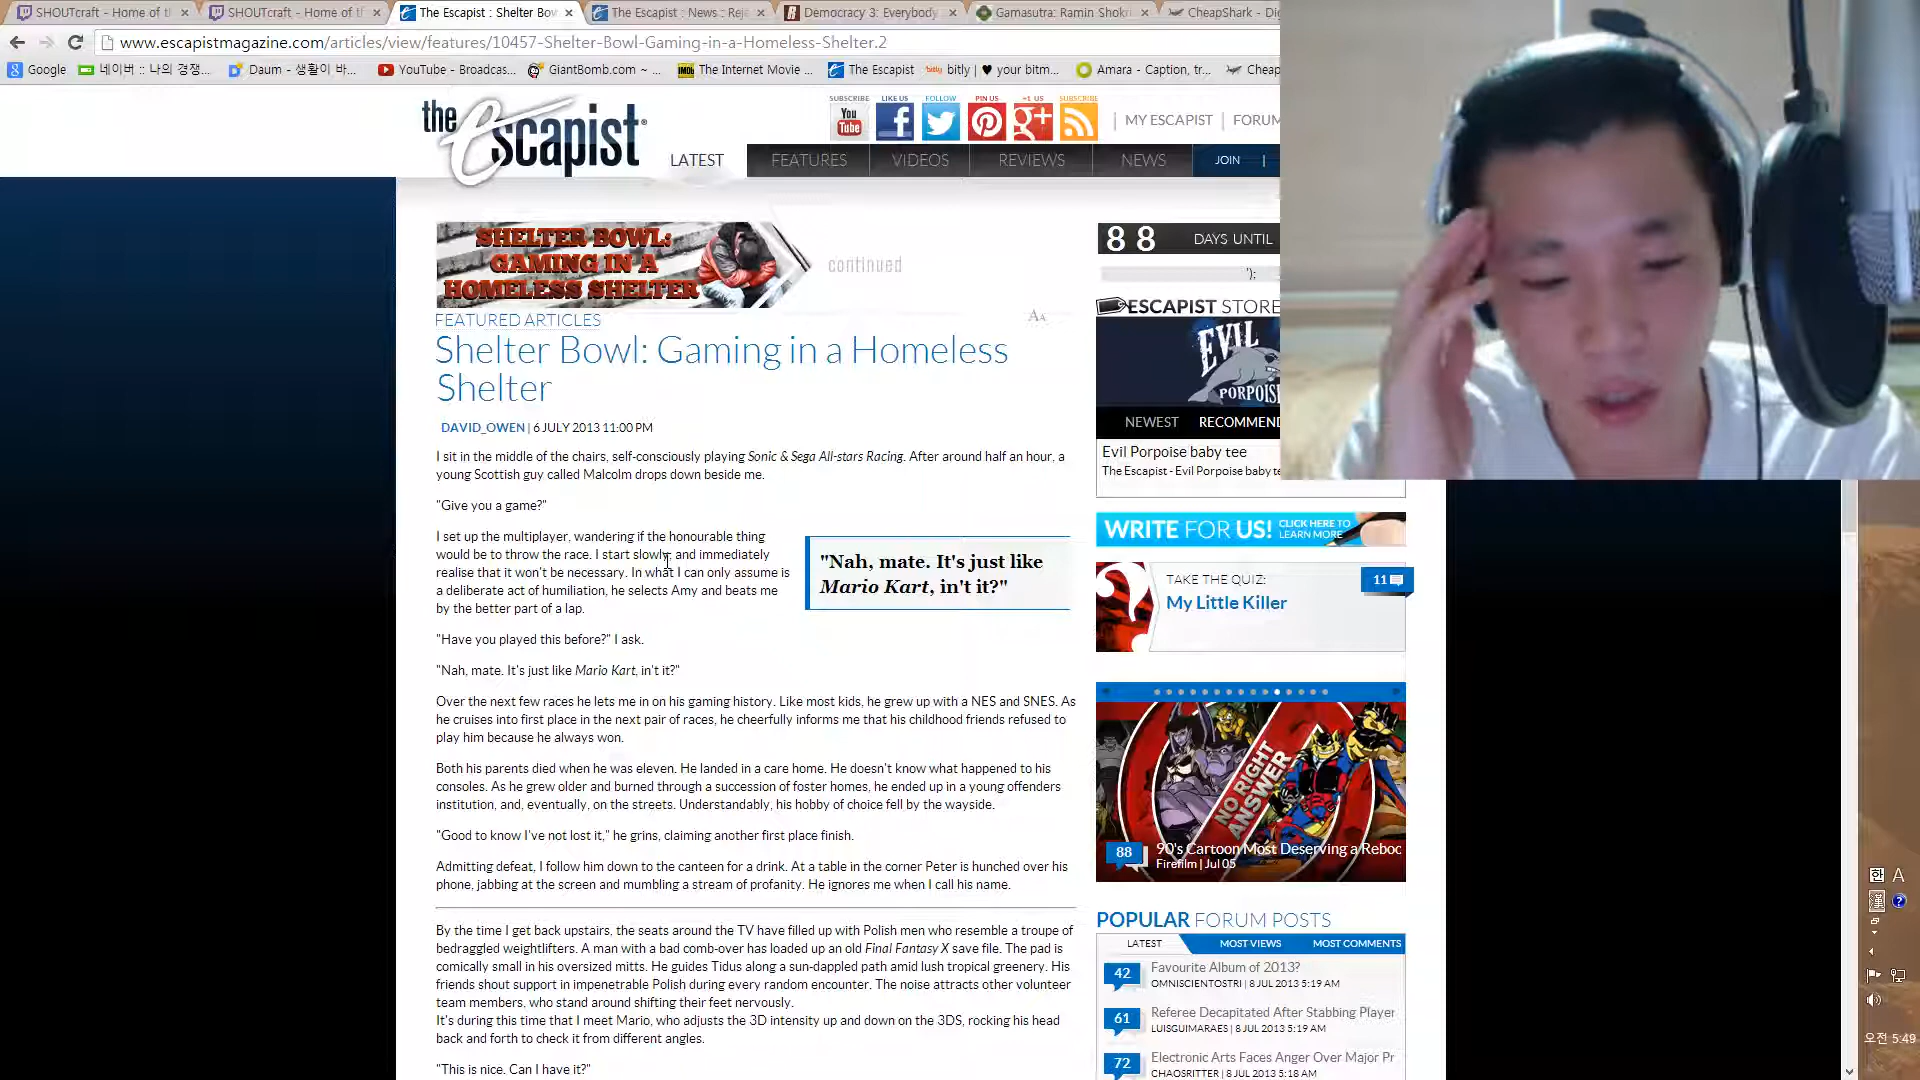 SHOUTcraft - Home of t
SHOUTcraft - Home of t
The Escapist : Shelter Bow
The Escapist : News : Rej
Democracy 3: Everybody
Gamasutra: Ramin Shok
CheapShark - Dig
www.escapistmagazine.com/articles/view/features/10457-Shelter-Bowl-Gaming-in-a-Homeless-Shelter.2
Google
네이버 :: 나의 경쟁...
Daum - 생활이 바...
YouTube - Broadcas...
GiantBomb.com ~ ...
The Internet Movie ...
The Escapist
bitly | ♥ your bitm...
Amara - Caption, tr...
Cheap
the Escapist
SUBSCRIBE
LIKE US
FOLLOW
PIN US
+1 US
SUBSCRIBE
You Tube
MY ESCAPIST
FORUM
LATEST
FEATURES
VIDEOS
REVIEWS
NEWS
JOIN |
SHELTER BOWL:
GAMING IN A
HOMELESS SHELTER
continued
FEATURED ARTICLES
AA
Shelter Bowl: Gaming in a Homeless
Shelter
DAVID_OWEN | 6 JULY 2013 11:00 PM
I sit in the middle of the chairs, self-consciously playing Sonic & Sega All-stars Racing. After around half an hour, a
young Scottish guy called Malcolm drops down beside me.
"Give you a game?"
I set up the multiplayer, wandering if the honourable thing
would be to throw the race. I start slowly, and immediately
realise that it won't be necessary. In what I can only assume is
a deliberate act of humiliation, he selects Amy and beats me
by the better part of a lap.
"Nah, mate. It's just like
Mario Kart, in't it?"
"Have you played this before?" I ask.
"Nah, mate. It's just like Mario Kart, in't it?"
Over the next few races he lets me in on his gaming history. Like most kids, he grew up with a NES and SNES. As
he cruises into first place in the next pair of races, he cheerfully informs me that his childhood friends refused to
play him because he always won.
Both his parents died when he was eleven. He landed in a care home. He doesn't know what happened to his
consoles. As he grew older and burned through a succession of foster homes, he ended up in a young offenders
institution, and, eventually, on the streets. Understandably, his hobby of choice fell by the wayside.
"Good to know I've not lost it," he grins, claiming another first place finish.
Admitting defeat, I follow him down to the canteen for a drink. At a table in the corner Peter is hunched over his
phone, jabbing at the screen and mumbling a stream of profanity. He ignores me when I call his name.
By the time I get back upstairs, the seats around the TV have filled up with Polish men who resemble a troupe of
bedraggled weightlifters. A man with a bad comb-over has loaded up an old Final Fantasy X save file. The pad is
comically small in his oversized mitts. He guides Tidus along a sun-dappled path amid lush tropical greenery. His
friends shout support in impenetrable Polish during every random encounter. The noise attracts other volunteer
team members, who stand around shifting their feet nervously.
It's during this time that I meet Mario, who adjusts the 3D intensity up and down on the 3DS, rocking his head
back and forth to check it from different angles.
"This is nice. Can I have it?"
88 DAYS UNTIL
');
ESCAPIST STORE
EVIL
PORPOIS
NEWEST
RECOMMEND
Evil Porpoise baby tee
The Escapist - Evil Porpoise baby te
WRITE FOR US! CLICK HERE TO
LEARN MORE
TAKE THE QUIZ:
11
My Little Killer
NO RIGHT
ANSWER
88
90's Cartoon Most Deserving a Reboo
Firefilm | Jul 05
POPULAR FORUM POSTS
LATEST
MOST VIEWS
MOST COMMENTS
42
Favourite Album of 2013?
OMNISCIENTOSTRI | 8 JUL 2013 5:19 AM
61
Referee Decapitated After Stabbing Player
LUISGUIMARAES | 8 JUL 2013 5:19 AM
72
Electronic Arts Faces Anger Over Major Pr
CHAOSRITTER | 8 JUL 2013 5:18 AM
한 A
漢
오전 5:49